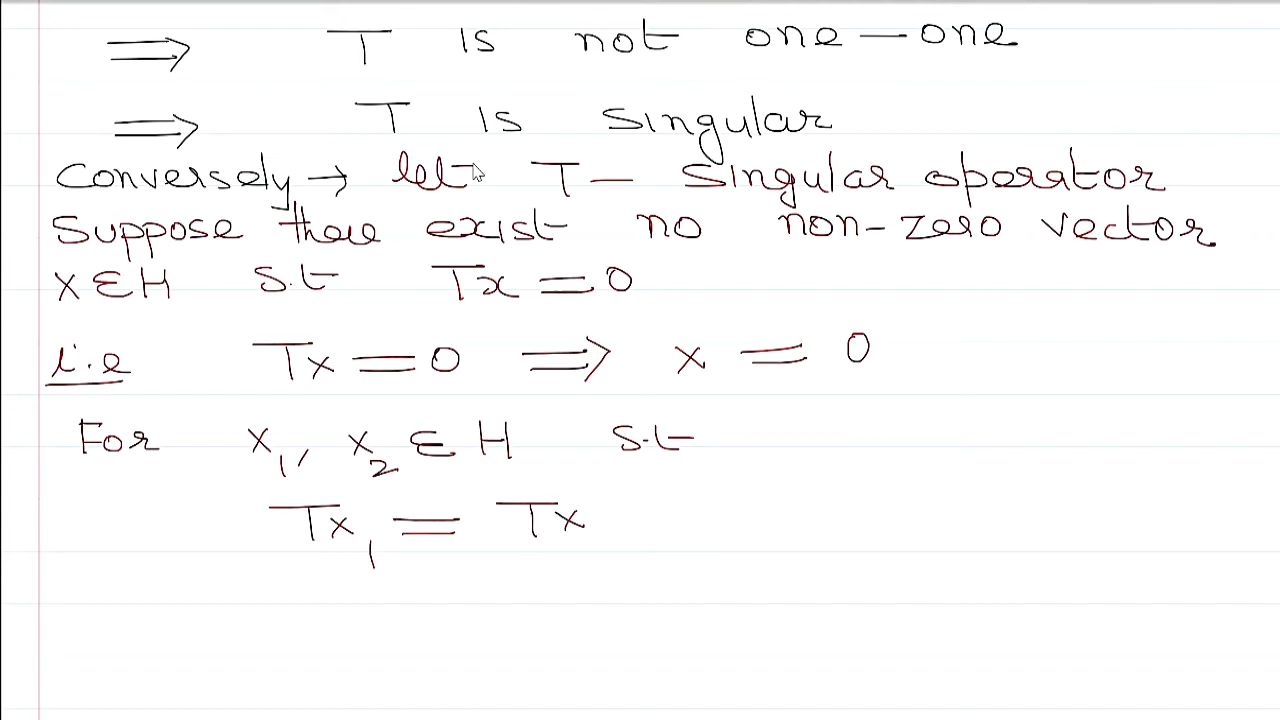 ⟹ T is not one-one
⟹ T is singular
Conversely → let T- singular operator
Suppose there exist no non-zero vector
x ∈ H s.t Tx = 0
i.e Tx = 0 ⟹ x = 0
For x₁, x₂ ∈ H s.t
Tx₁ = Tx